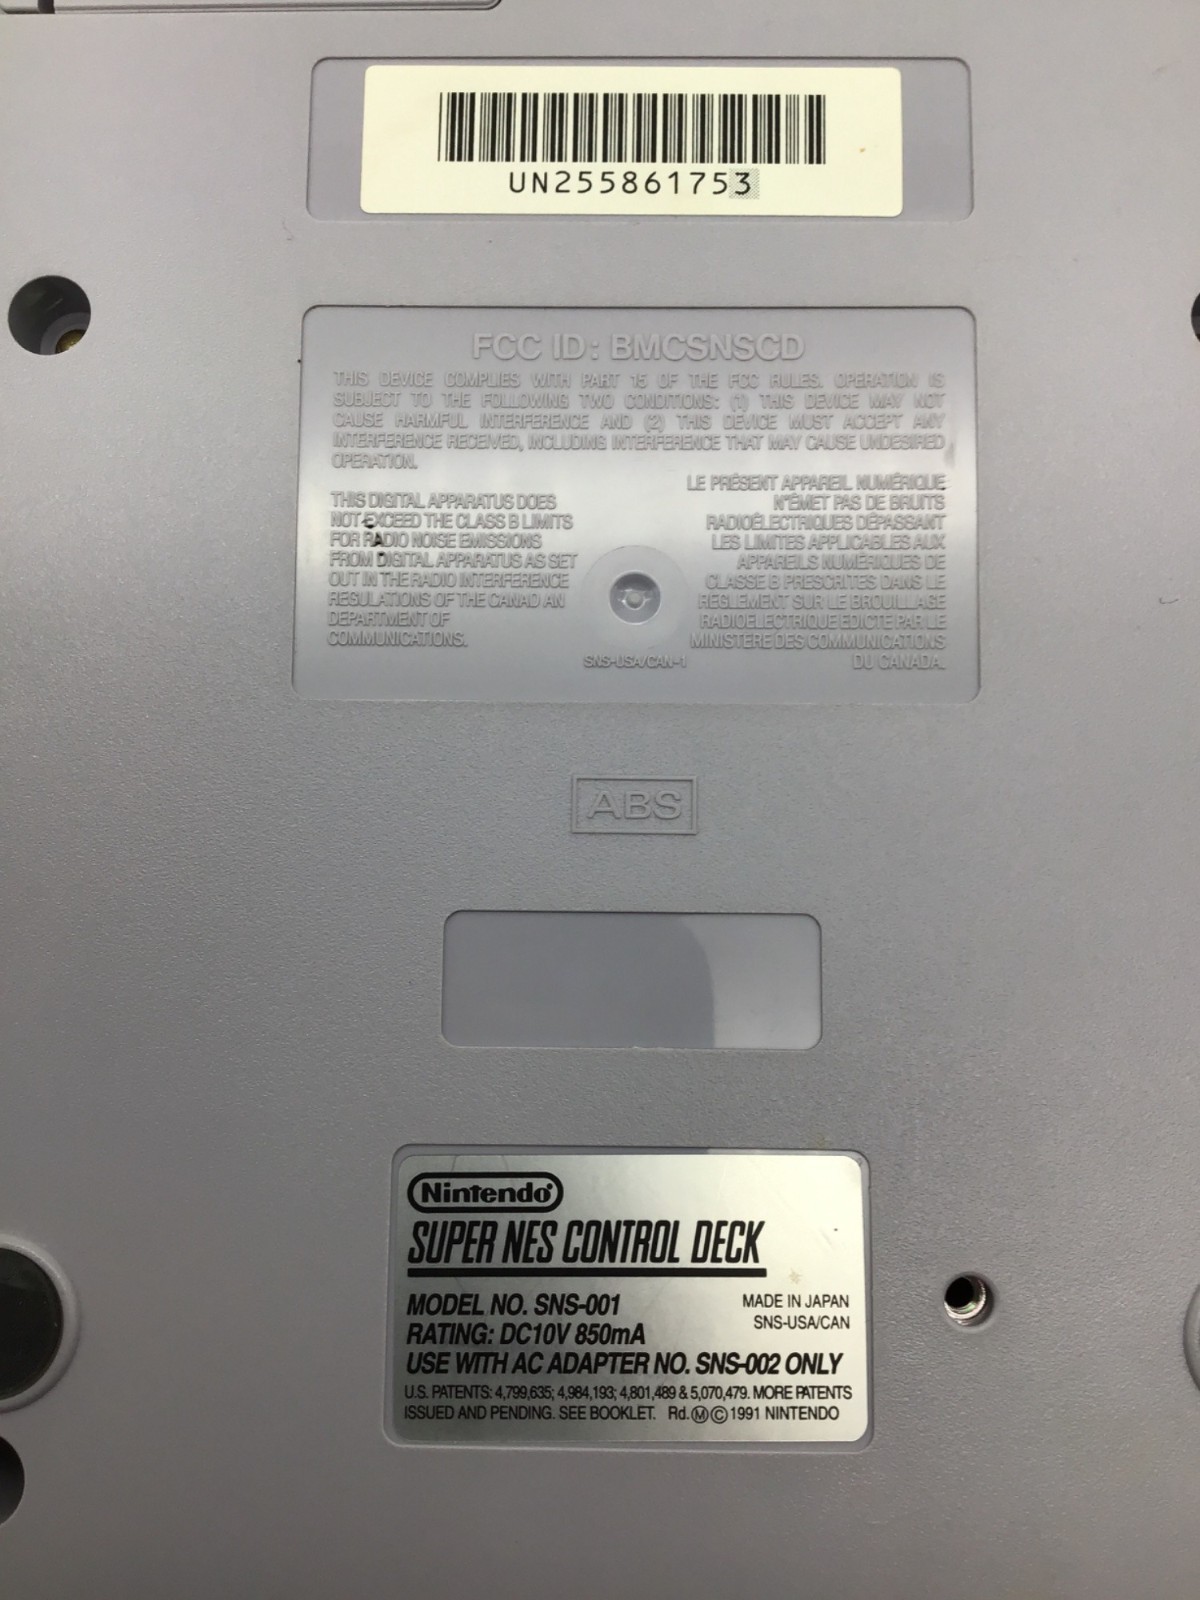 UN255861753
FCC ID: BMCSNSCD
THIS DEVICE COMPLIES WITH PART 15 OF THE FCC RULES. OPERATION IS
SUBJECT TO THE FOLLOWING TWO CONDITIONS: (1) THIS DEVICE MAY NOT
CAUSE HARMFUL INTERFERENCE AND (2) THIS DEVICE MUST ACCEPT ANY
INTERFERENCE RECEIVED, INCLUDING INTERFERENCE THAT MAY CAUSE UNDESIRED
OPERATION.
THIS DIGITAL APPARATUS DOES
NOT EXCEED THE CLASS B LIMITS
FOR RADIO NOISE EMISSIONS
FROM DIGITAL APPARATUS AS SET
OUT IN THE RADIO INTERFERENCE
REGULATIONS OF THE CANADIAN
DEPARTMENT OF
COMMUNICATIONS.
LE PRÉSENT APPAREIL NUMÉRIQUE
N'ÉMET PAS DE BRUITS
RADIOÉLECTRIQUES DÉPASSANT
LES LIMITES APPLICABLES AUX
APPAREILS NUMÉRIQUES DE
CLASSE B PRESCRITES DANS LE
RÈGLEMENT SUR LE BROUILLAGE
RADIOÉLECTRIQUE ÉDICTÉ PAR LE
MINISTÈRE DES COMMUNICATIONS
DU CANADA.
SNS-USA/CAN-1
ABS
Nintendo®
SUPER NES CONTROL DECK
MODEL NO. SNS-001
RATING: DC10V 850mA
MADE IN JAPAN
SNS-USA/CAN
USE WITH AC ADAPTER NO. SNS-002 ONLY
U.S. PATENTS: 4,799,635; 4,984,193; 4,801,489 & 5,070,479. MORE PATENTS
ISSUED AND PENDING. SEE BOOKLET. Rd.ⓂⒸ1991 NINTENDO